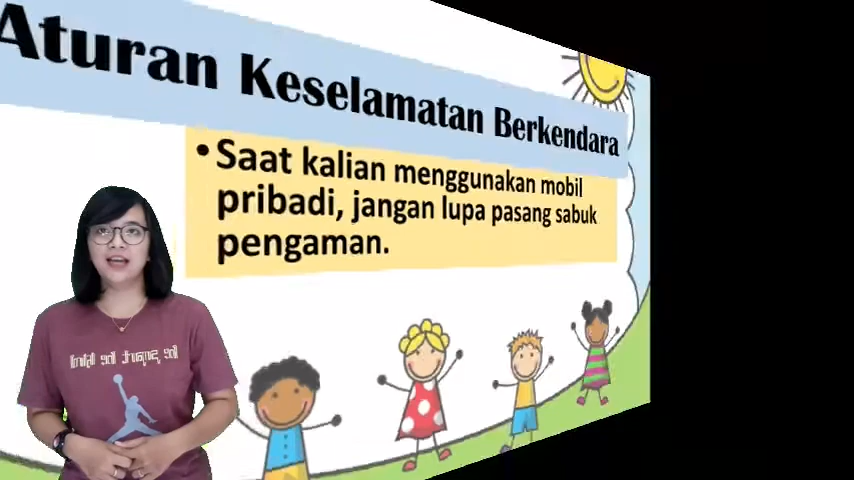 Aturan Keselamatan Berkendara
• Saat kalian menggunakan mobil
pribadi, jangan lupa pasang sabuk
pengaman.